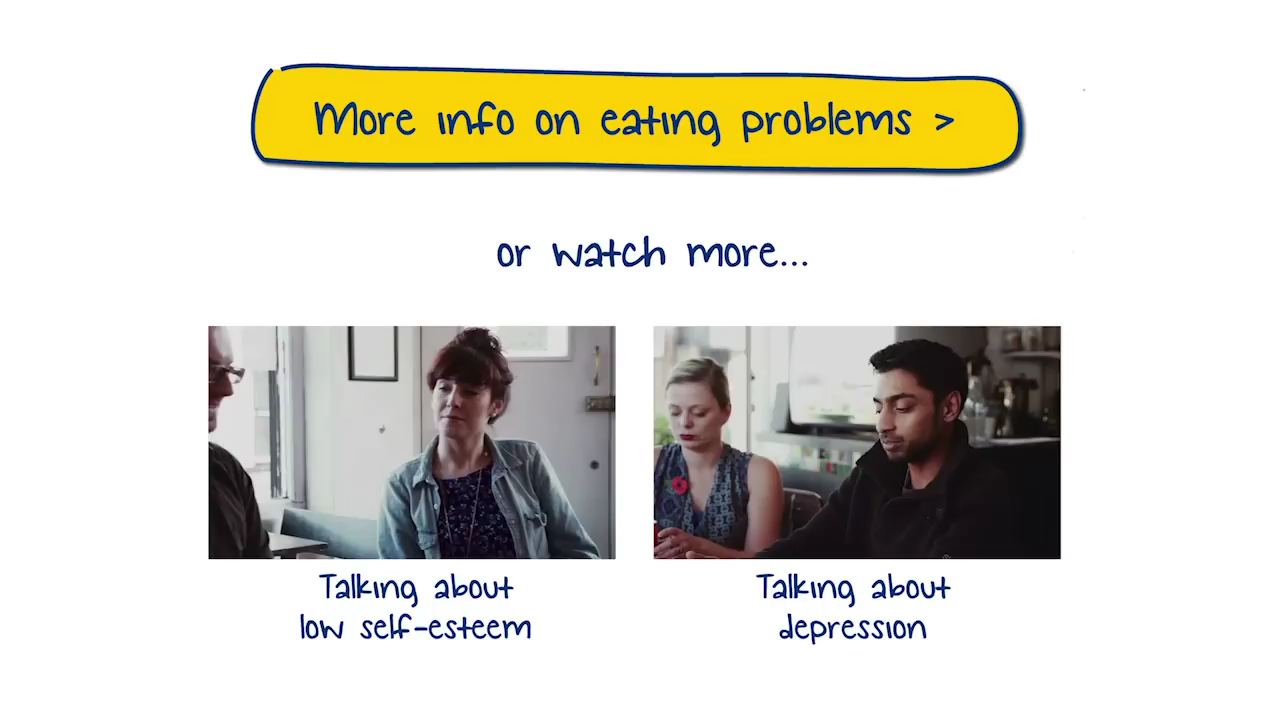 More info on eating problems >
or watch more...
Talking about
low self-esteem
Talking about
depression